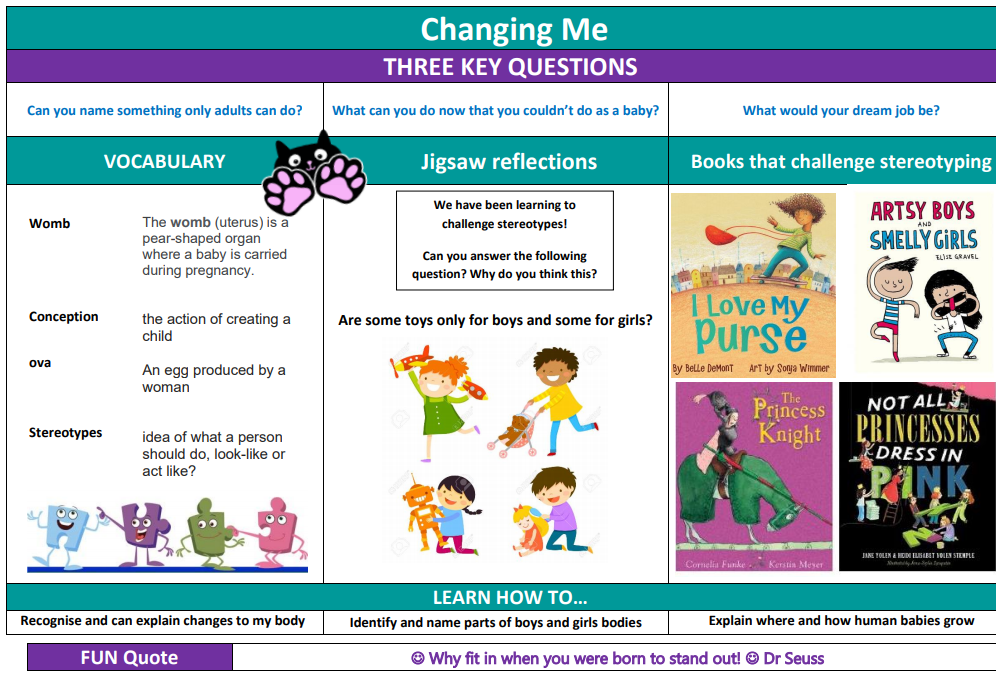 Changing Me
THREE KEY QUESTIONS
Can you name something only adults can do?
What can you do now that you couldn't do as a baby?
What would your dream job be?
VOCABULARY
Jigsaw reflections
Books that challenge stereotyping
Womb
The womb (uterus) is a
pear-shaped organ
where a baby is carried
during pregnancy.
Conception
the action of creating a
child
ova
An egg produced by a
woman
Stereotypes
idea of what a person
should do, look-like or
act like?
We have been learning to
challenge stereotypes!
Can you answer the following
question? Why do you think this?
Are some toys only for boys and some for girls?
I Love My
Purse
By Belle DeMont
Art by Sonja Wimmer
ARTSY BOYS
AND
SMELLY GIRLS
ELISE GRAVEL
The
Princess
Knight
Cornelia Funke
Kerstin Meyer
NOT ALL
PRINCESSES
DRESS IN
PINK
JANE YOLEN & HEIDI ELISABET YOLEN STEMPLE
LEARN HOW TO…
Recognise and can explain changes to my body
Identify and name parts of boys and girls bodies
Explain where and how human babies grow
FUN Quote
☺ Why fit in when you were born to stand out! ☺ Dr Seuss